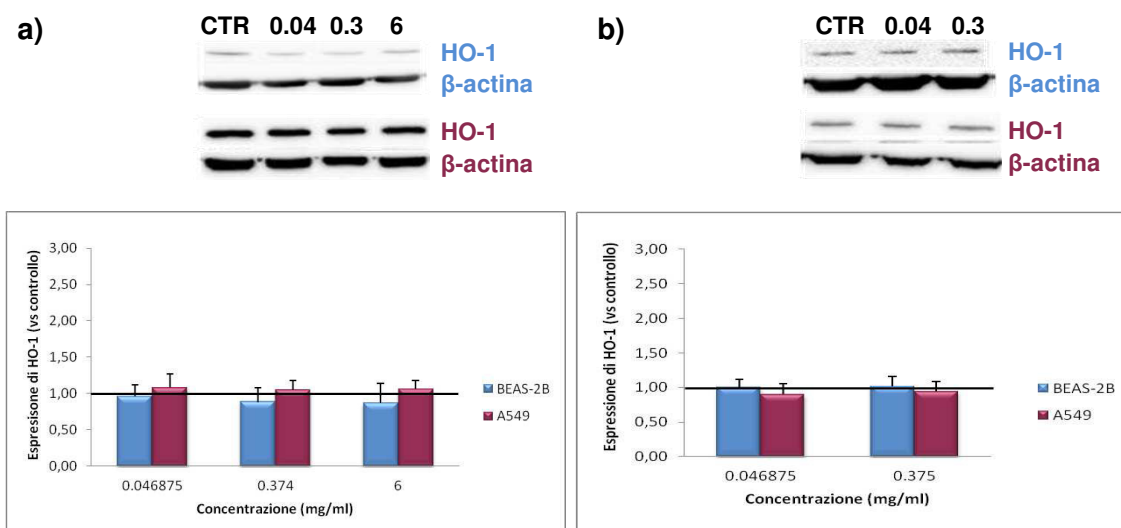 a)
CTR 0.04 0.3 6
HO-1
β-actina
HO-1
β-actina
Espresisone di HO-1 (vs controllo)
3,00
2,50
2,00
1,50
1,00
0,50
0,00
0.046875 0.374 6
Concentrazione (mg/ml)
BEAS-2B
A549
b)
CTR 0.04 0.3
HO-1
β-actina
HO-1
β-actina
Espressione di HO-1 (vs controllo)
3,00
2,50
2,00
1,50
1,00
0,50
0,00
0.046875 0.375
Concentrazione (mg/ml)
BEAS-2B
A549